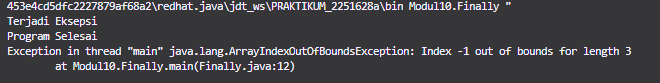 453e4cd5dfc2227879af68a2\redhat.java\jdt_ws\PRAKTIKUM_2251628a\bin Modul10.Finally "
Terjadi Eksepsi
Program Selesai
Exception in thread "main" java.lang.ArrayIndexOutOfBoundsException: Index -1 out of bounds for length 3
at Modul10.Finally.main(Finally.java:12)